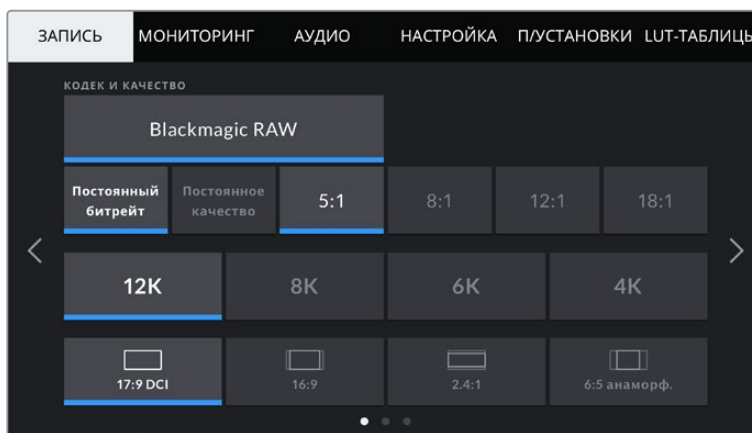 ЗАПИСЬ МОНИТОРИНГ АУДИО НАСТРОЙКА П/УСТАНОВКИ LUT-ТАБЛИЦЫ
КОДЕК И КАЧЕСТВО
Blackmagic RAW
Постоянный битрейт
Постоянное качество
5:1 8:1 12:1 18:1
12K 8K 6K 4K
17:9 DCI 16:9 2.4:1 6:5 анаморф.